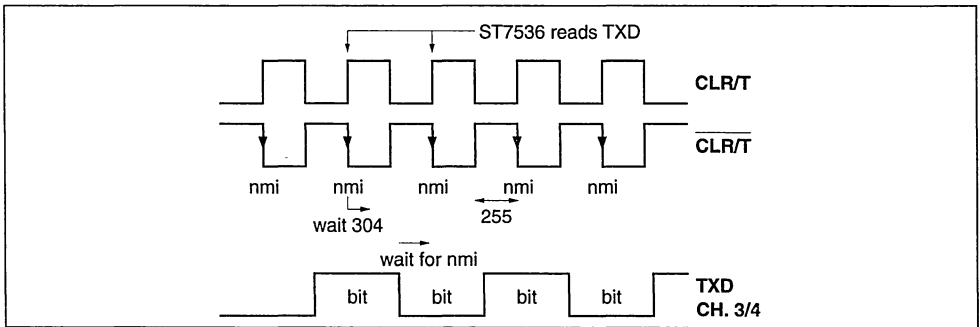 ST7536 reads TXD
CLR/T
CLR/T
nmi nmi nmi nmi nmi
wait 304
255
wait for nmi
bit bit bit bit
TXD
CH. 3/4